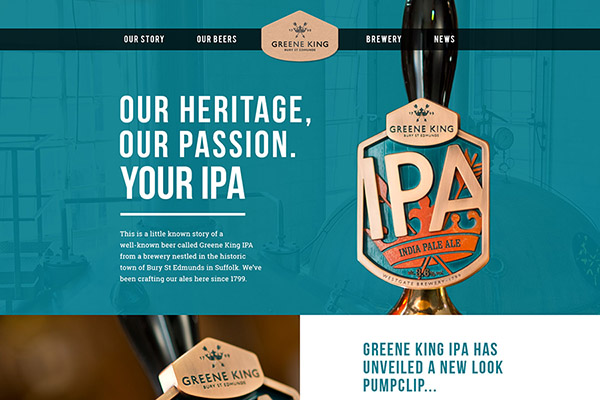 OUR STORY
OUR BEERS
GREENE KING
BURY ST EDMUNDS
BREWERY
NEWS
OUR HERITAGE,
OUR PASSION.
YOUR IPA
This is a little known story of a
well-known beer called Greene King IPA
from a brewery nestled in the historic
town of Bury St Edmunds in Suffolk. We've
been crafting our ales here since 1799.
GREENE KING
BURY ST EDMUNDS
IPA
INDIA PALE ALE
WESTGATE BREWERY 1799
GREENE KING
BURY ST EDMUNDS
GREENE KING IPA HAS
UNVEILED A NEW LOOK
PUMPCLIP...